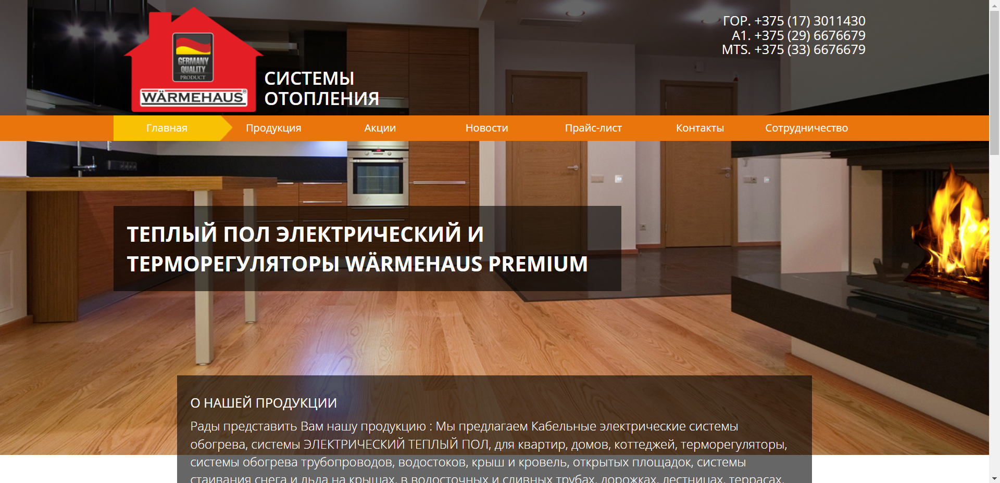 ГОР. +375 (17) 3011430
A1. +375 (29) 6676679
MTS. +375 (33) 6676679
GERMANY
QUALITY
PRODUCT
WÄRMEHAUS®
СИСТЕМЫ
ОТОПЛЕНИЯ
Главная Продукция Акции Новости Прайс-лист Контакты Сотрудничество
ТЕПЛЫЙ ПОЛ ЭЛЕКТРИЧЕСКИЙ И
ТЕРМОРЕГУЛЯТОРЫ WÄRMEHAUS PREMIUM
О НАШЕЙ ПРОДУКЦИИ
Рады представить Вам нашу продукцию : Мы предлагаем Кабельные электрические системы
обогрева, системы ЭЛЕКТРИЧЕСКИЙ ТЕПЛЫЙ ПОЛ, для квартир, домов, коттеджей, терморегуляторы,
системы обогрева трубопроводов, водостоков, крыш и кровель, открытых площадок, системы
стаивания снега и льда на крышах, в водосточных и сливных трубах, дорожках, лестницах, террасах,